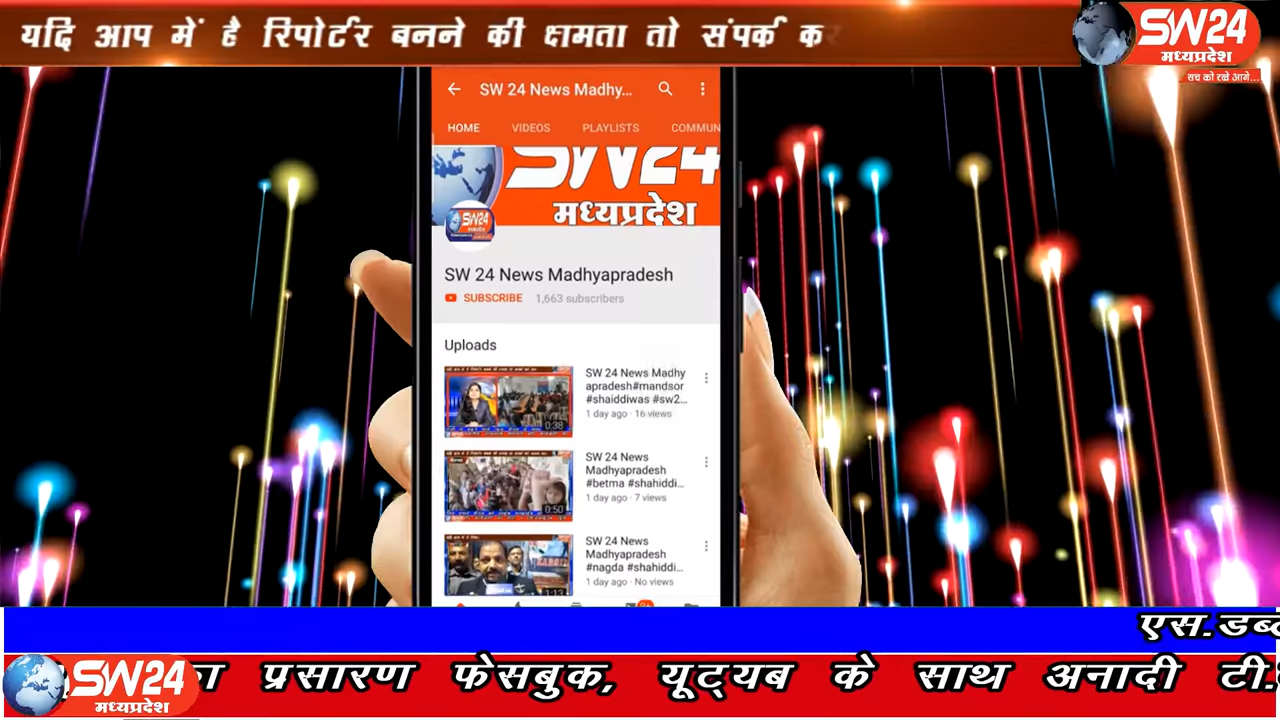 यदि आप में है रिपोर्टर बनने की क्षमता तो संपर्क कर
SW24
मध्यप्रदेश
सच को रखे आगे...
SW 24 News Madhy...
HOME VIDEOS PLAYLISTS COMMUN
SW24
मध्यप्रदेश
SW24
SW 24 News Madhyapradesh
SUBSCRIBE 1,663 subscribers
Uploads
SW 24 News Madhy
apradesh#mandsor
#shaiddiwas #sw2...
1 day ago · 16 views
0:38
SW 24 News
Madhyapradesh
#betma #shahiddi...
1 day ago · 7 views
0:50
SW 24 News
Madhyapradesh
#nagda #shahiddi...
1 day ago · No views
1:13
एस.डब्
SW24
मध्यप्रदेश
का प्रसारण फेसबुक, यूट्यब के साथ अनादी टी.